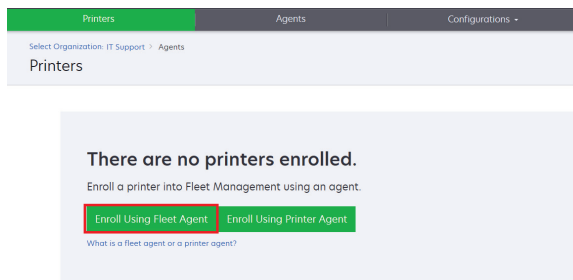 Printers Agents Configurations
Select Organization: IT Support > Agents
Printers
There are no printers enrolled.
Enroll a printer into Fleet Management using an agent.
Enroll Using Fleet Agent Enroll Using Printer Agent
What is a fleet agent or a printer agent?